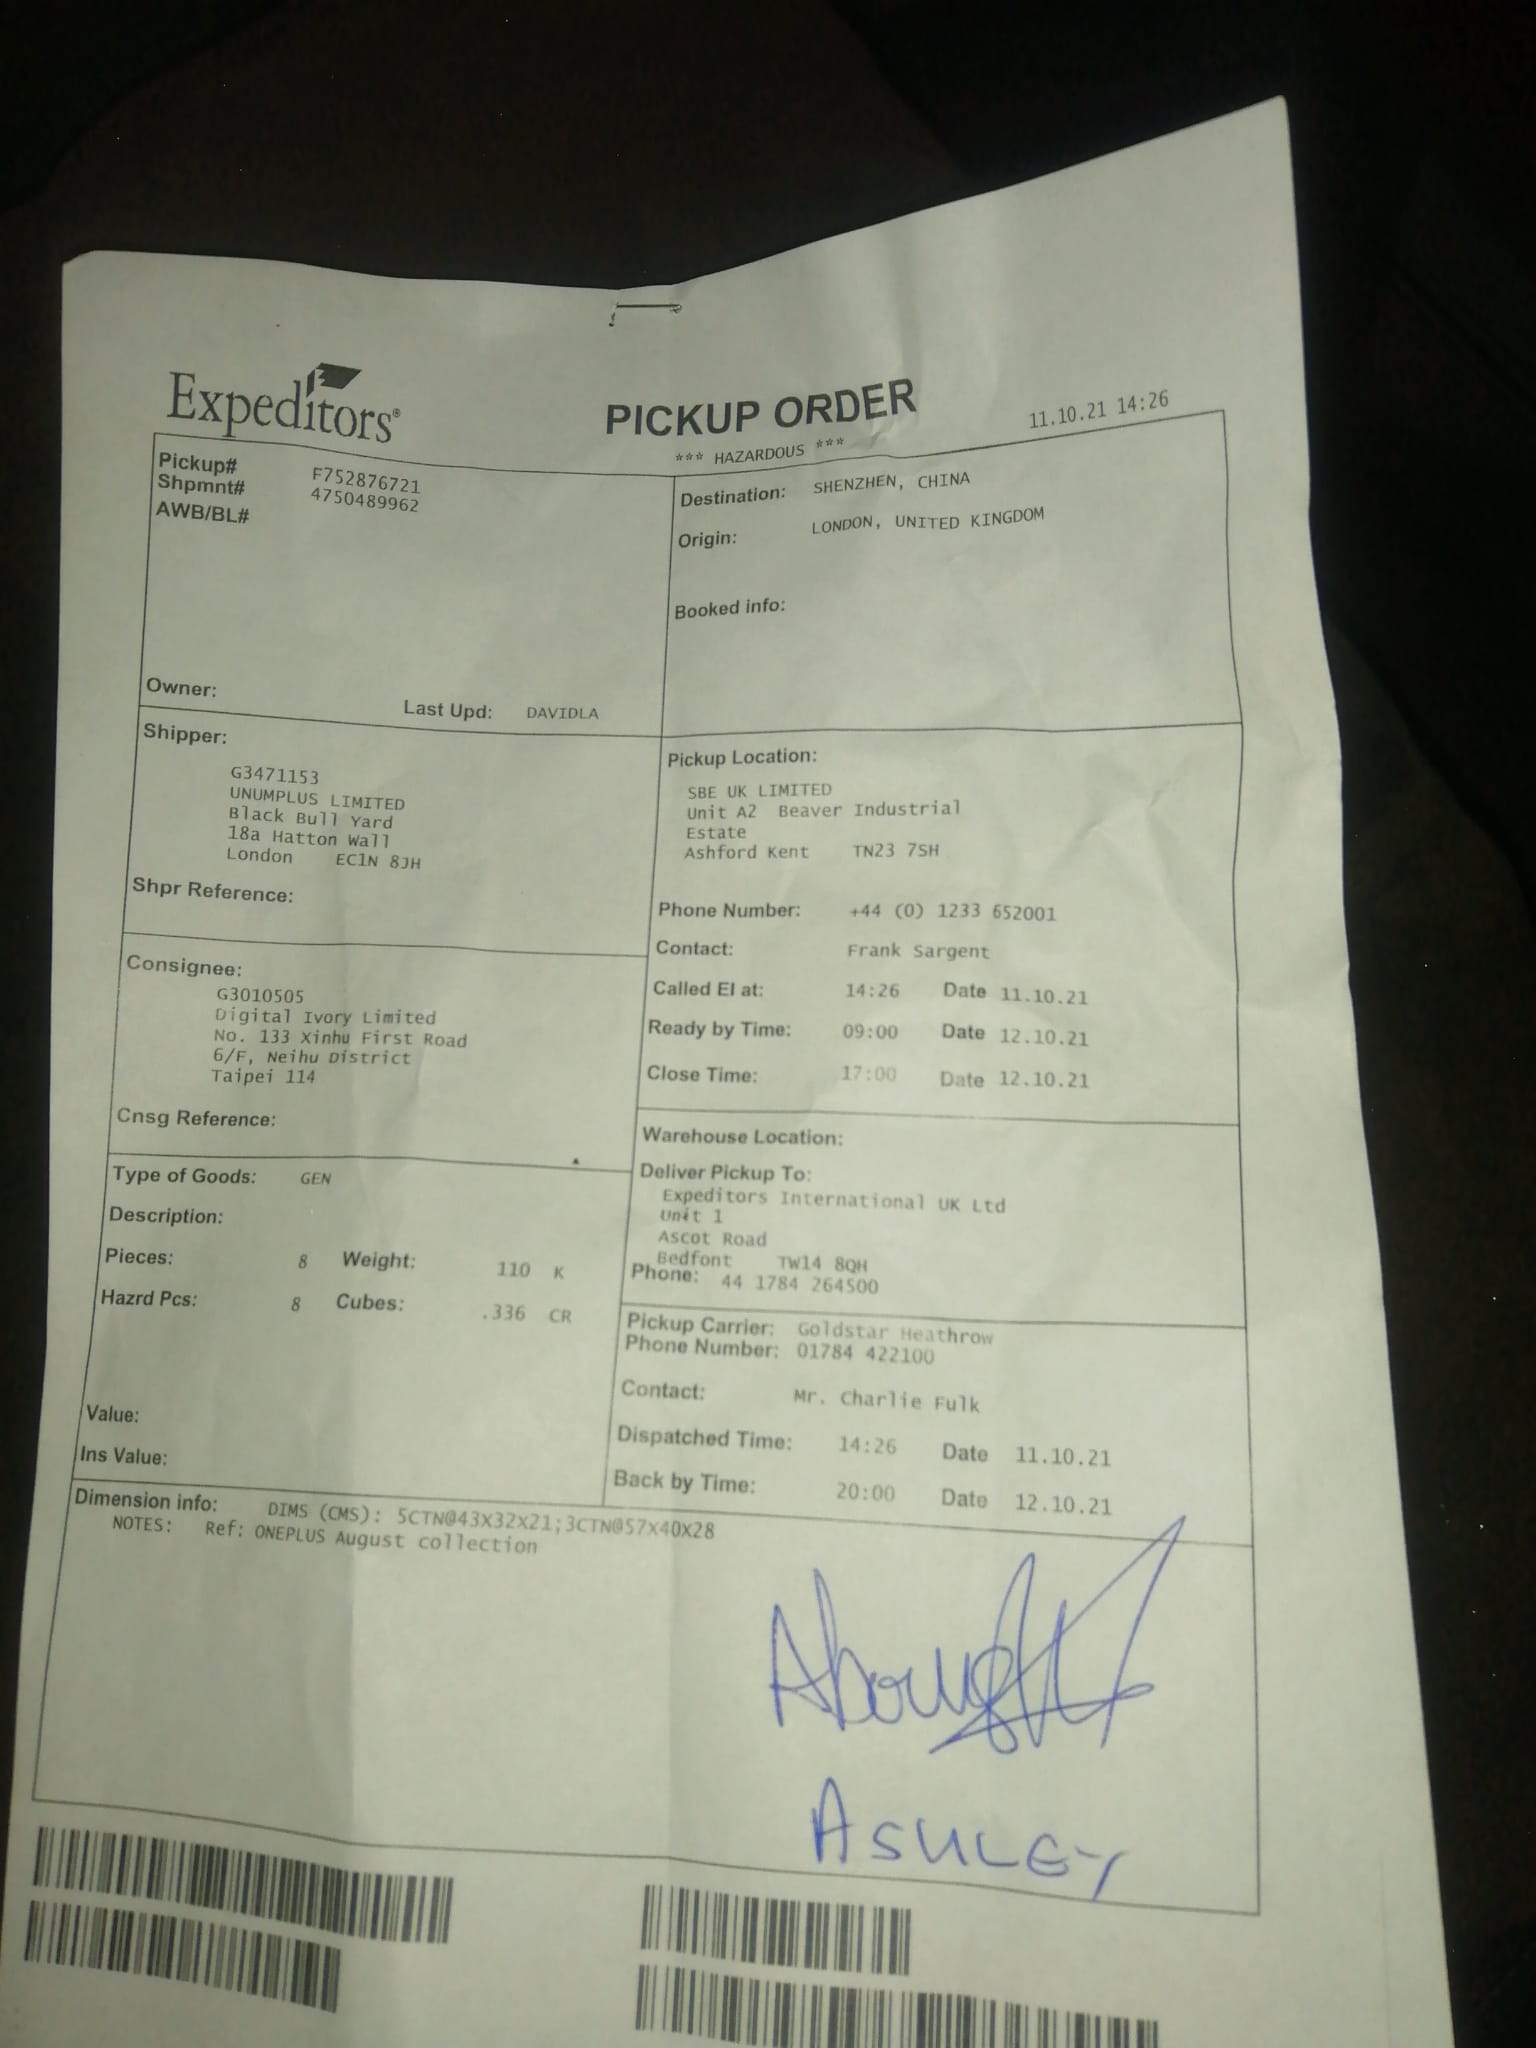 Expeditors®
PICKUP ORDER
11.10.21 14:26
*** HAZARDOUS ***
Pickup# F752876721
Shpmnt# 4750489962
AWB/BL#
Owner:
Last Upd: DAVIDLA
Destination: SHENZHEN, CHINA
Origin: LONDON, UNITED KINGDOM
Booked info:
Shipper:
G3471153
UNUMPLUS LIMITED
Black Bull Yard
18a Hatton Wall
London EC1N 8JH
Shpr Reference:
Pickup Location:
SBE UK LIMITED
Unit A2 Beaver Industrial
Estate
Ashford Kent TN23 7SH
Phone Number: +44 (0) 1233 652001
Contact: Frank Sargent
Called EI at: 14:26 Date 11.10.21
Ready by Time: 09:00 Date 12.10.21
Close Time: 17:00 Date 12.10.21
Consignee:
G3010505
Digital Ivory Limited
No. 133 Xinhu First Road
6/F, Neihu District
Taipei 114
Cnsg Reference:
Warehouse Location:
Deliver Pickup To:
Expeditors International UK Ltd
Unit 1
Ascot Road
Bedfont TW14 8QH
Phone: 44 1784 264500
Type of Goods: GEN
Description:
Pieces: 8 Weight: 110 K
Hazrd Pcs: 8 Cubes: .336 CR
Value:
Ins Value:
Pickup Carrier: Goldstar Heathrow
Phone Number: 01784 422100
Contact: Mr. Charlie Fulk
Dispatched Time: 14:26 Date 11.10.21
Back by Time: 20:00 Date 12.10.21
Dimension info: DIMS (CMS): 5CTN@43X32X21;3CTN@57X40X28
NOTES: Ref: ONEPLUS August collection
ASHLEY